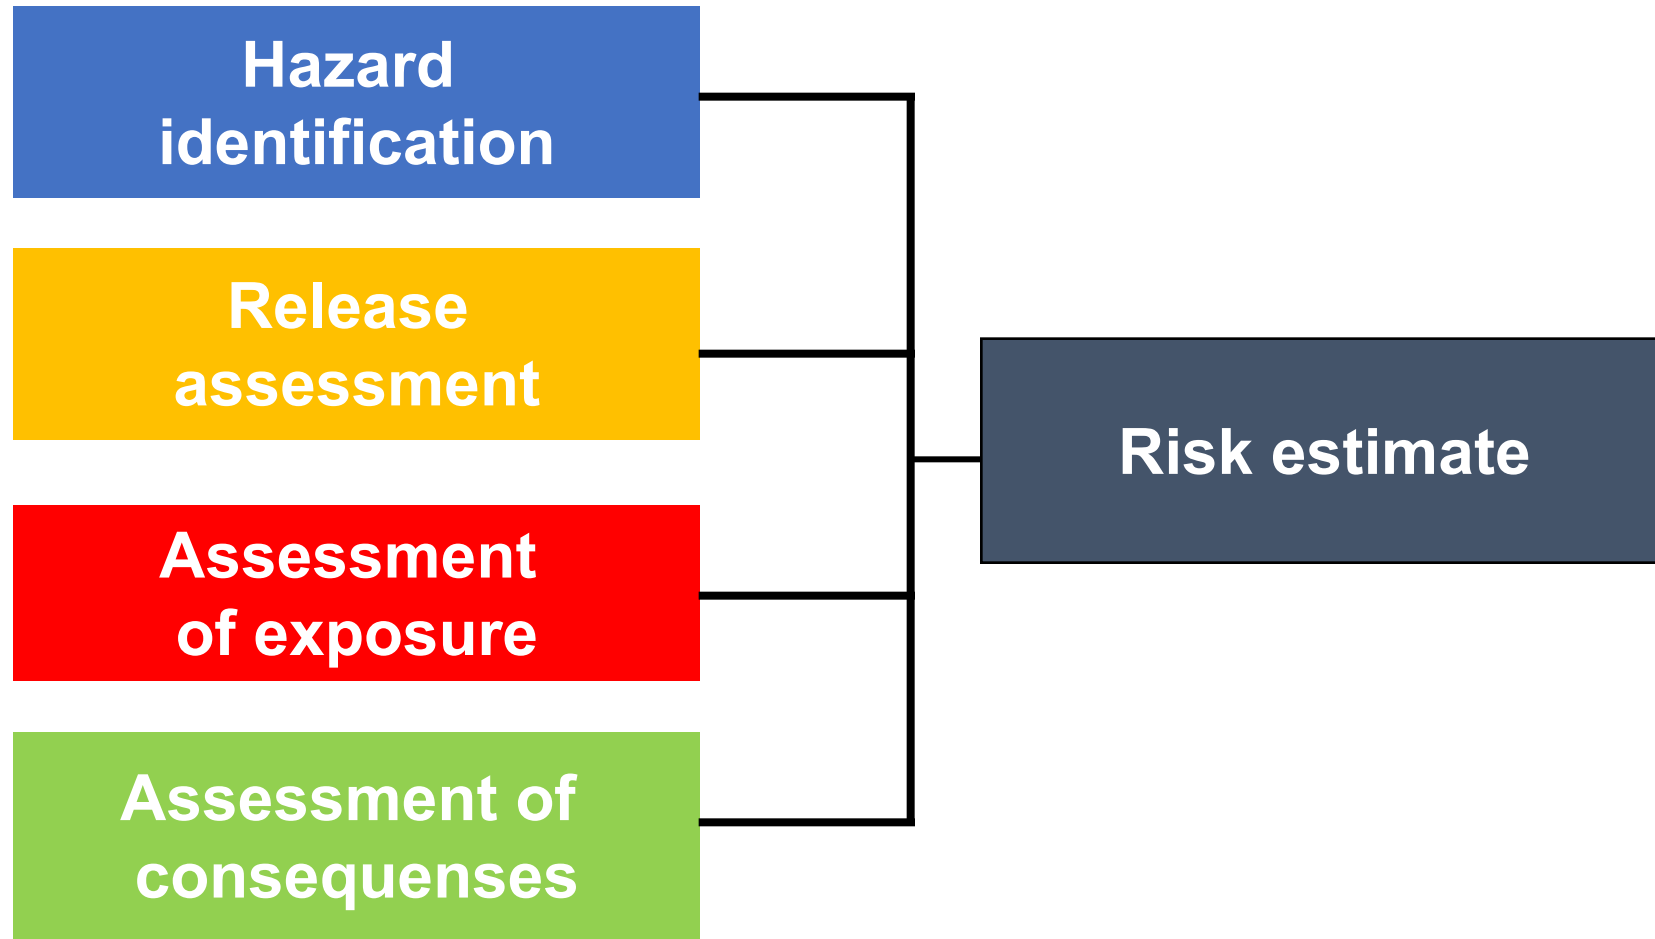 Hazard
identification
Release
assessment
Assessment
of exposure
Assessment of
consequenses
Risk estimate